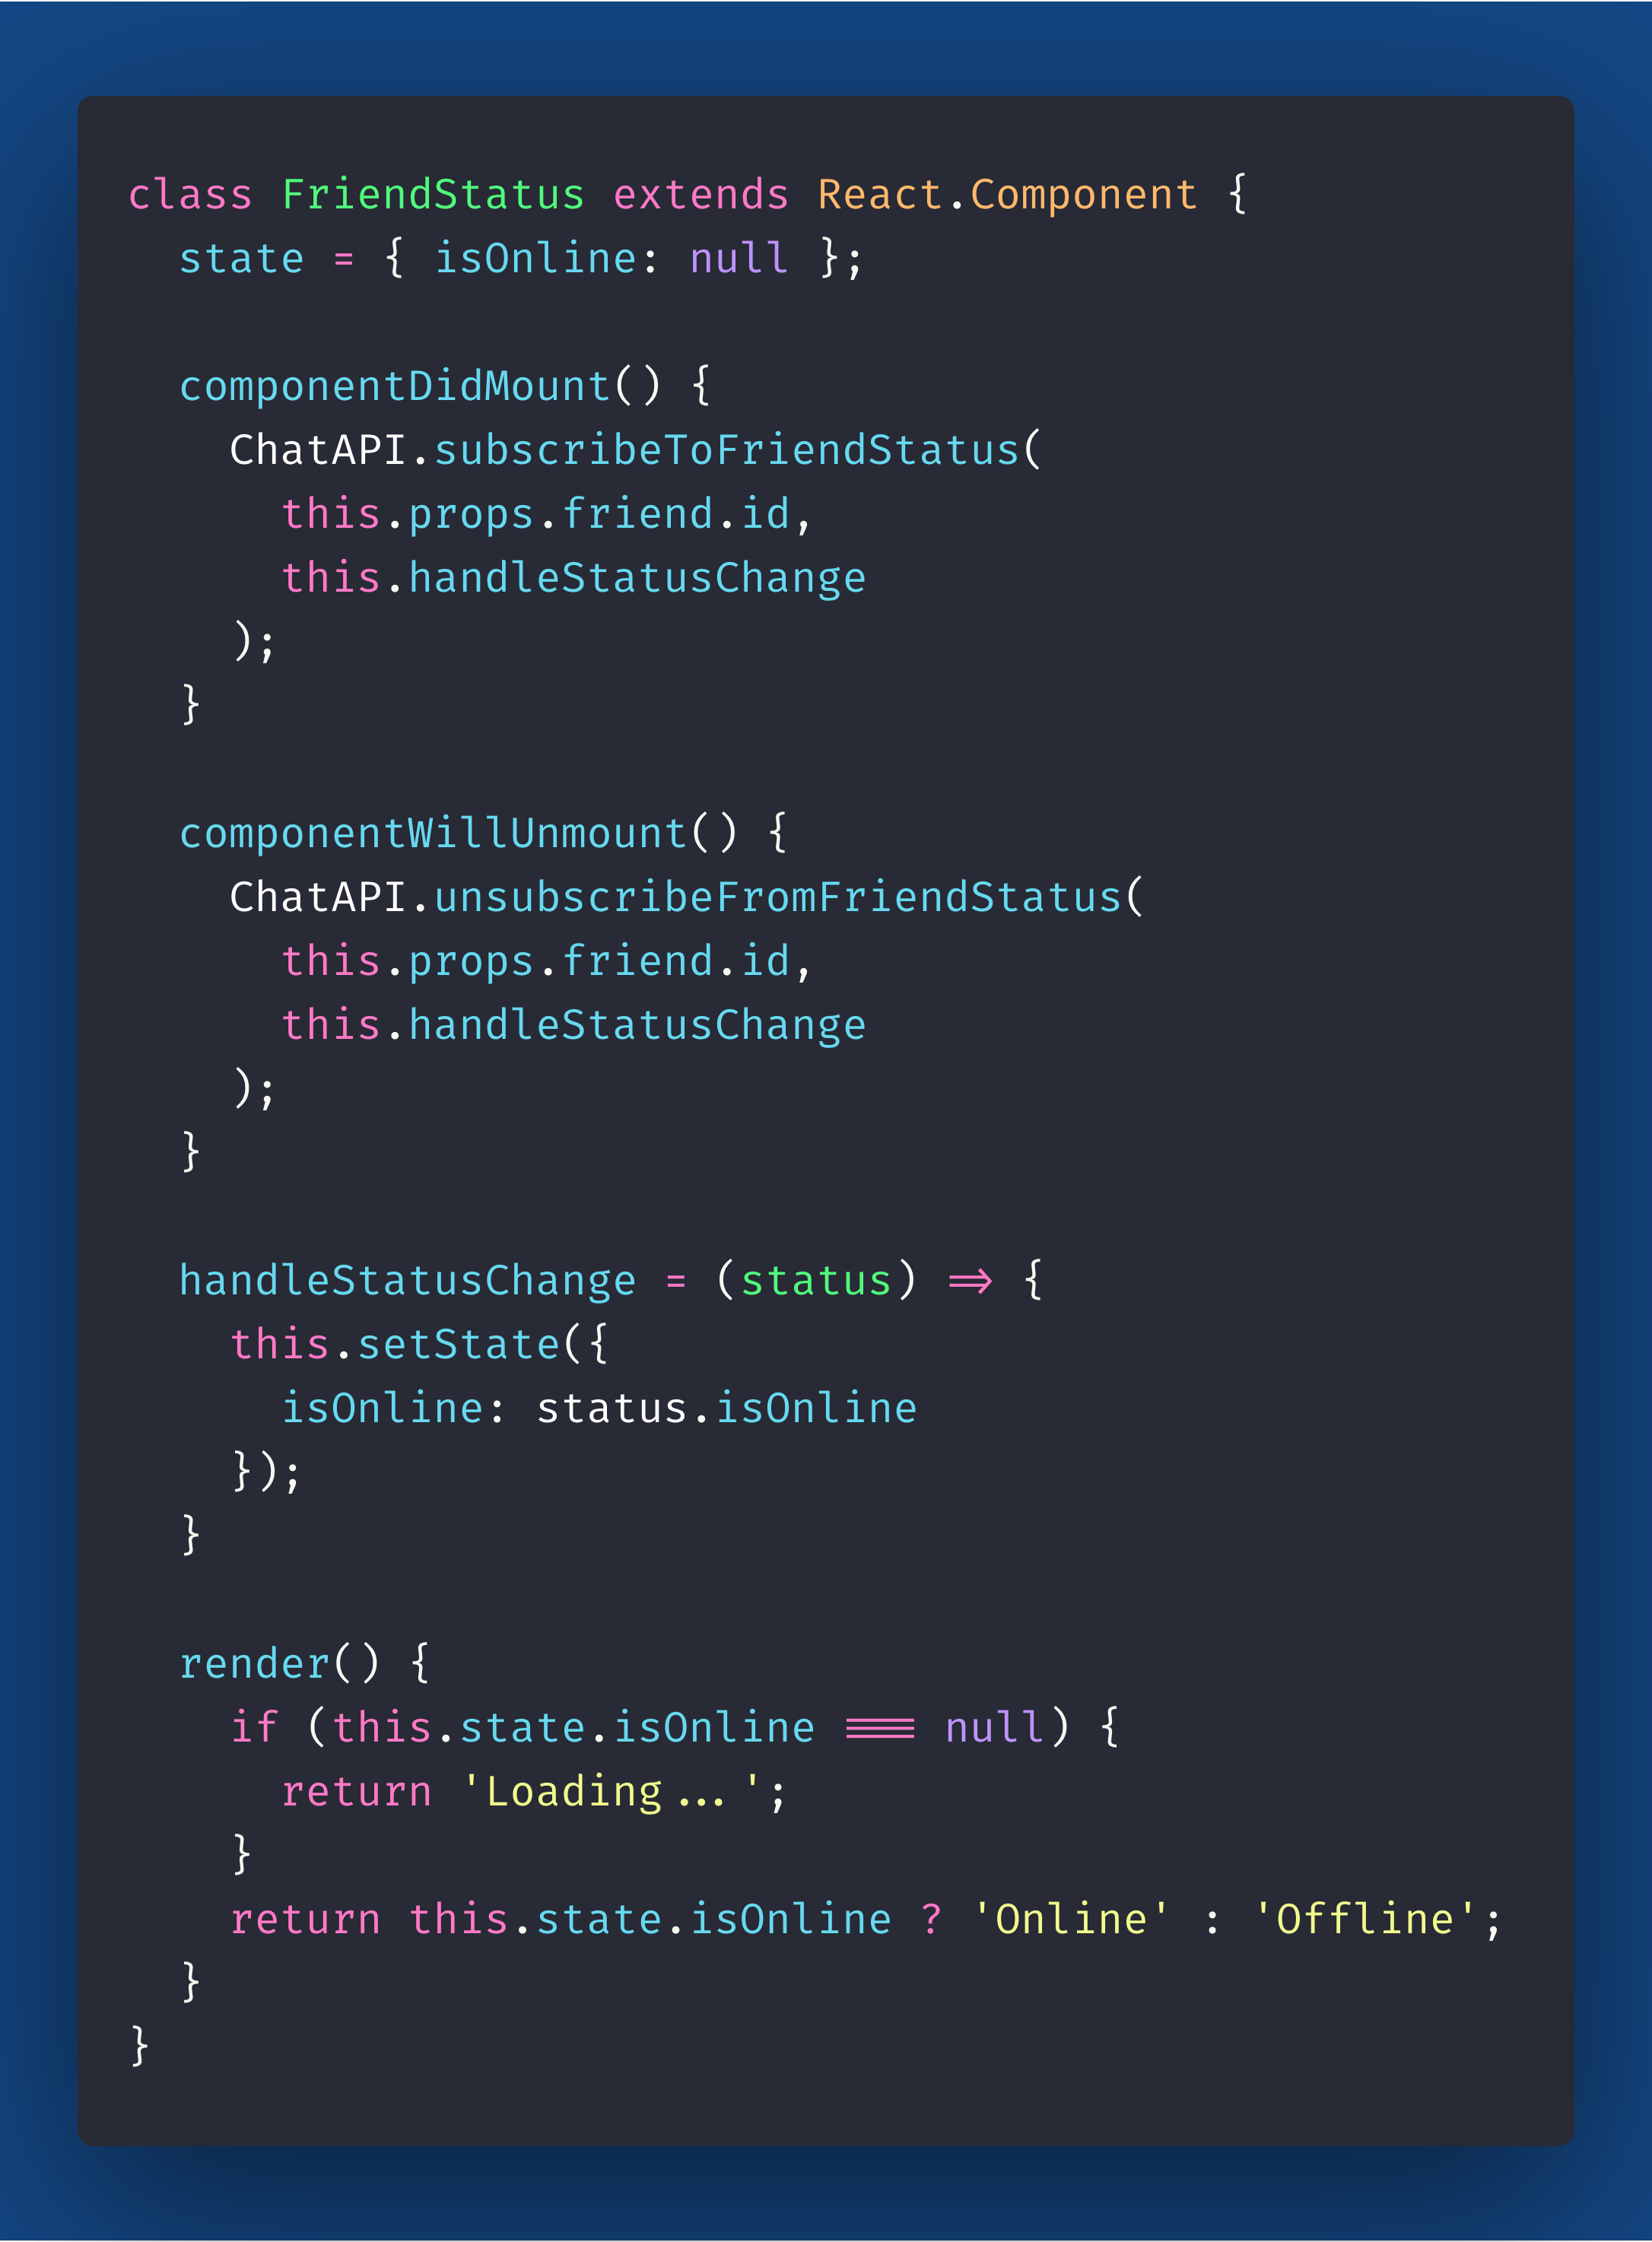 class FriendStatus extends React.Component {
  state = { isOnline: null };

  componentDidMount() {
    ChatAPI.subscribeToFriendStatus(
      this.props.friend.id,
      this.handleStatusChange
    );
  }

  componentWillUnmount() {
    ChatAPI.unsubscribeFromFriendStatus(
      this.props.friend.id,
      this.handleStatusChange
    );
  }

  handleStatusChange = (status) => {
    this.setState({
      isOnline: status.isOnline
    });
  }

  render() {
    if (this.state.isOnline === null) {
      return 'Loading...';
    }
    return this.state.isOnline ? 'Online' : 'Offline';
  }
}